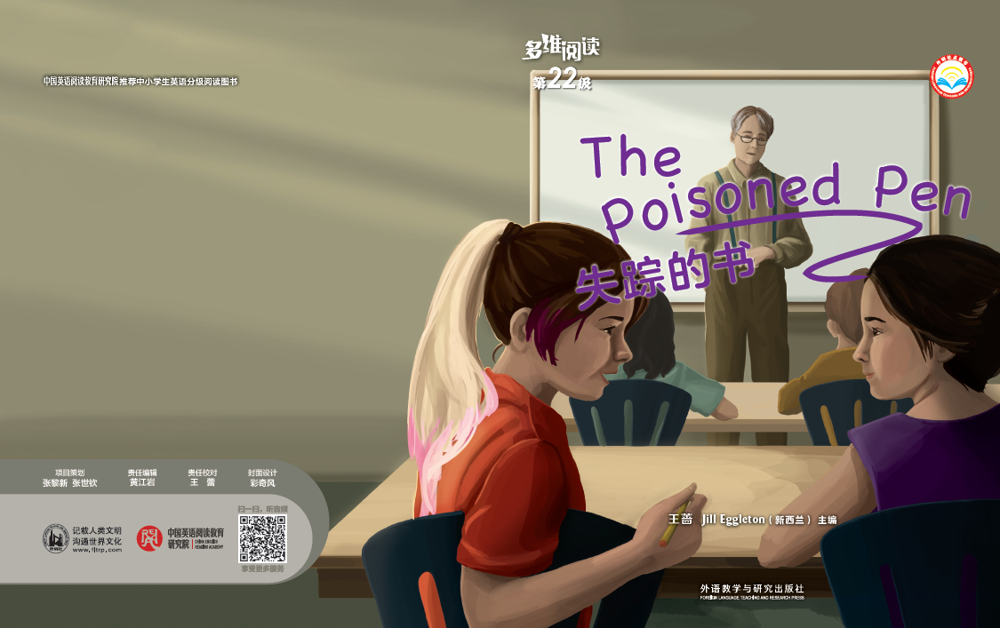 中国英语阅读教育研究院推荐中小学生英语分级阅读图书
多维阅读
第22级
The
Poisoned Pen
失踪的书
项目策划
张黎新 张世钦
责任编辑
黄江岩
责任校对
王 蕾
封面设计
彩奇风
记载人类文明
沟通世界文化
www.fltrp.com
外研社
中国英语阅读教育
研究院
CHINA ENGLISH
READING ACADEMY
扫一扫，听音频
享受更多服务
王蔷 Jill Eggleton（新西兰）主编
外语教学与研究出版社
FOREIGN LANGUAGE TEACHING AND RESEARCH PRESS